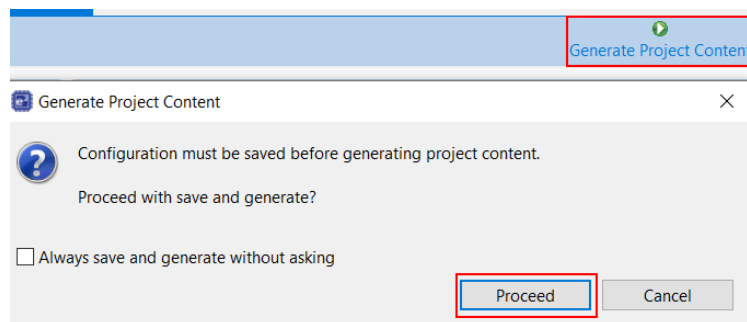 Generate Project Conten
Generate Project Content
Configuration must be saved before generating project content.
Proceed with save and generate?
Always save and generate without asking
Proceed
Cancel